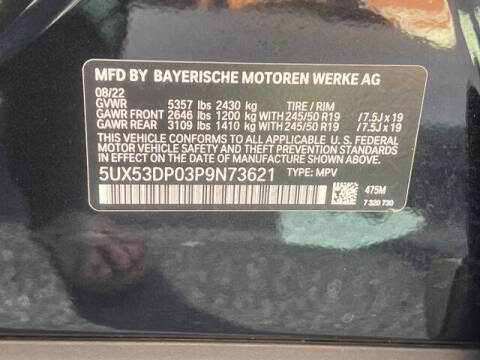 MFD BY BAYERISCHE MOTOREN WERKE AG
08/22
GVWR 5357 lbs 2430 kg TIRE / RIM
GAWR FRONT 2646 lbs 1200 kg WITH 245/50 R19 / 7.5J x 19
GAWR REAR 3109 lbs 1410 kg WITH 245/50 R19 / 7.5J x 19
THIS VEHICLE CONFORMS TO ALL APPLICABLE U. S. FEDERAL
MOTOR VEHICLE SAFETY STANDARDS IN EFFECT
ON THE DATE OF MANUFACTURE SHOWN ABOVE.
5UX53DP03P9N73621 TYPE: MPV
475M
7 320 730